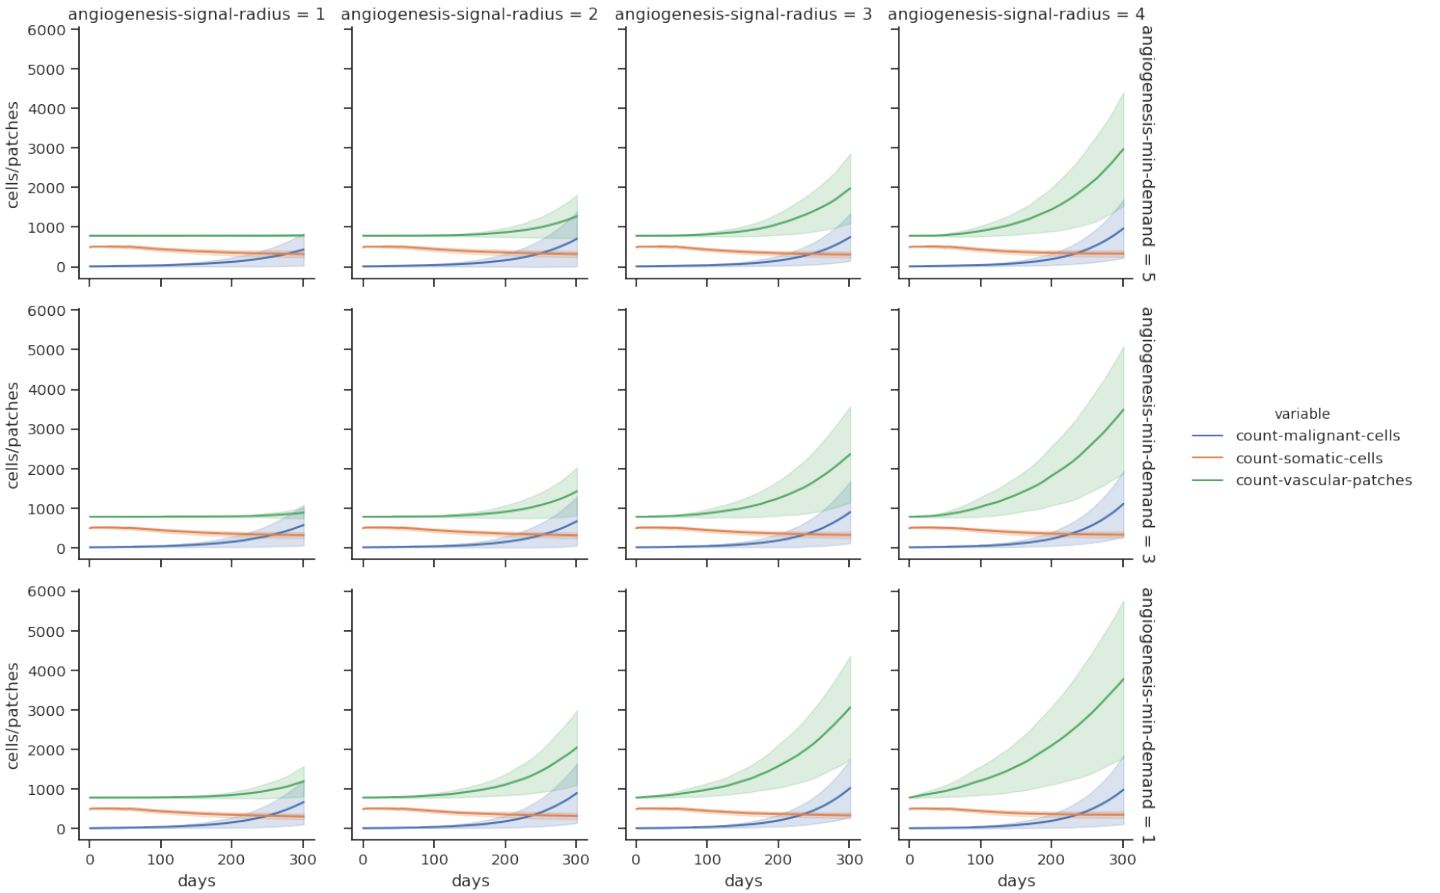 angiogenesis-signal-radius = 1
angiogenesis-signal-radius = 2
angiogenesis-signal-radius = 3
angiogenesis-signal-radius = 4
6000
5000
4000
3000
2000
1000
0
cells/patches
angiogenesis-min-demand = 5
6000
5000
4000
3000
2000
1000
0
cells/patches
angiogenesis-min-demand = 3
variable
count-malignant-cells
count-somatic-cells
count-vascular-patches
6000
5000
4000
3000
2000
1000
0
cells/patches
angiogenesis-min-demand = 1
0 100 200 300
0 100 200 300
0 100 200 300
0 100 200 300
days
days
days
days